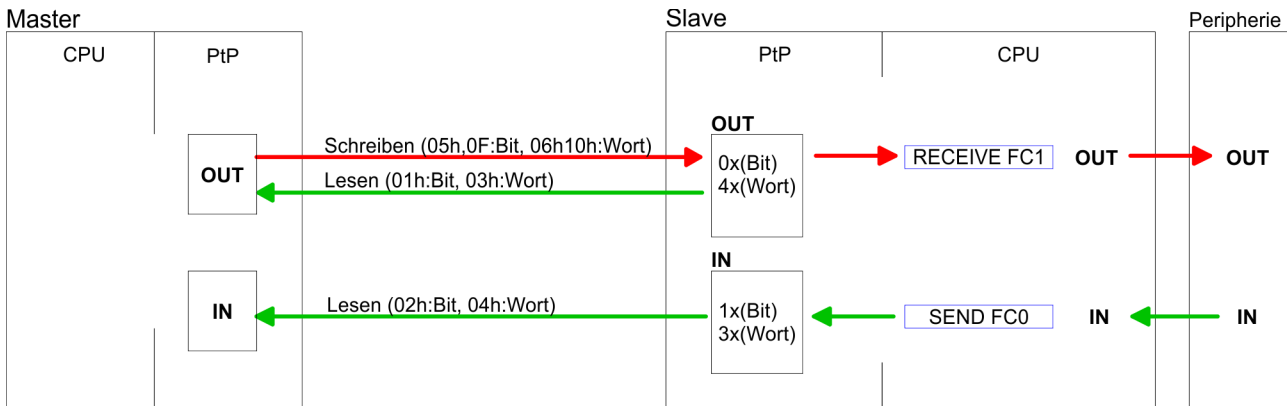 Master
Slave
Peripherie
CPU
PtP
PtP
CPU
OUT
Schreiben (05h,0F:Bit, 06h10h:Wort)
OUT
0x(Bit)
4x(Wort)
RECEIVE FC1
OUT
OUT
Lesen (01h:Bit, 03h:Wort)
IN
IN
Lesen (02h:Bit, 04h:Wort)
1x(Bit)
3x(Wort)
SEND FC0
IN
IN